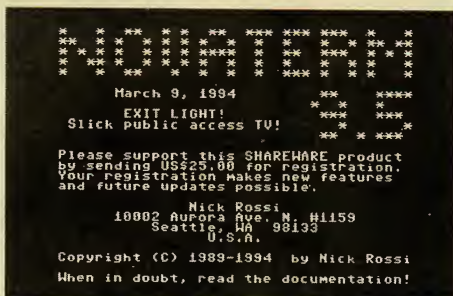 NOVATERM
9.5
March 9, 1994
EXIT LIGHT!
Slick public access TV!
Please support this SHAREWARE product
by sending US$25.00 for registration.
Your registration makes new features
and future updates possible.
Nick Rossi
10002 Aurora Ave. N. #1159
Seattle, WA 98133
U.S.A.
Copyright (C) 1989-1994 by Nick Rossi
When in doubt, read the documentation!